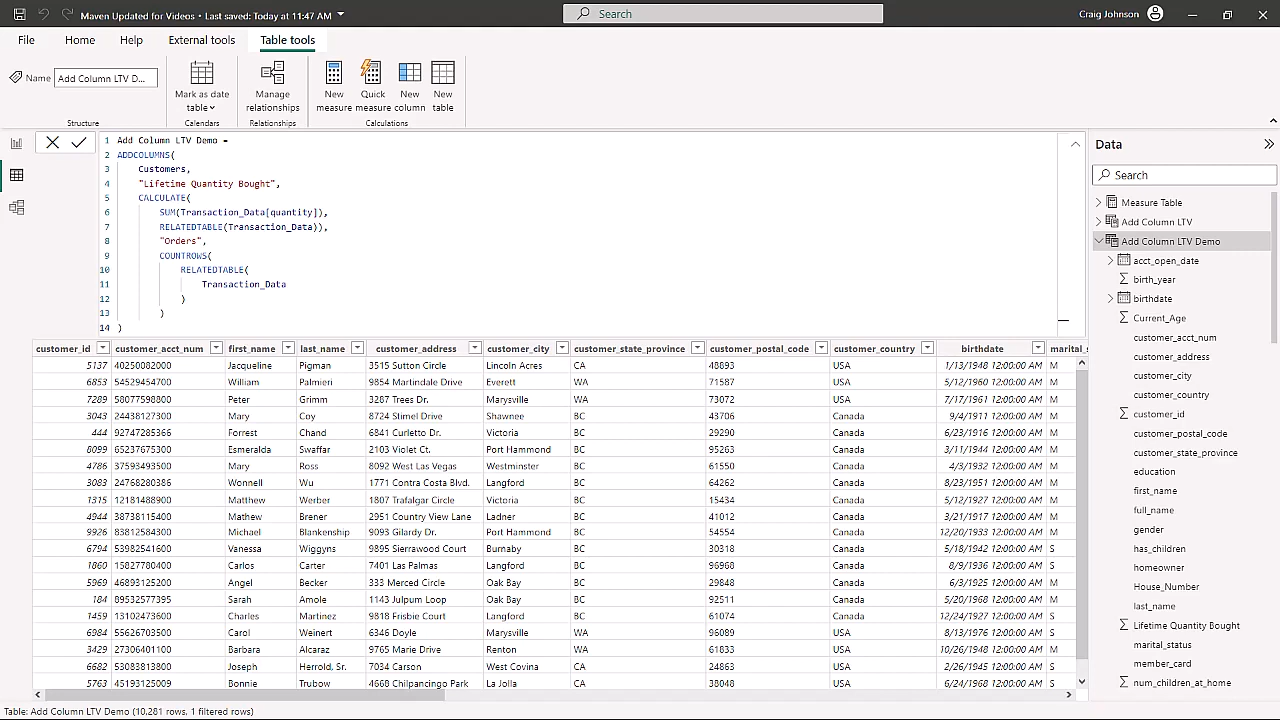 Maven Updated for Videos • Last saved: Today at 11:47 AM
Search
Craig Johnson
File Home Help External tools Table tools
Name Add Column LTV D...
Mark as date table
Manage relationships
New measure
Quick measure
New column
New table
Structure Calendars Relationships Calculations
1 Add Column LTV Demo =
2 ADDCOLUMNS(
3 Customers,
4 "Lifetime Quantity Bought",
5 CALCULATE(
6 SUM(Transaction_Data[quantity]),
7 RELATEDTABLE(Transaction_Data)),
8 "Orders",
9 COUNTROWS(
10 RELATEDTABLE(
11 Transaction_Data
12 )
13 )
14 )
customer_id customer_acct_num first_name last_name customer_address customer_city customer_state_province customer_postal_code customer_country birthdate
5137 40250082000 Jacqueline Pigman Sutton Circle Lincoln Acres CA 48893 USA 1/13/1948 12:00:00 AM M
6853 54529454700 William Palmieri 9854 Martindale Drive Everett WA 71587 USA 5/12/1960 12:00:00 AM M
7289 58077598800 Peter Grimm 3287 Trees Dr. Marysville WA 73072 USA 7/17/1961 12:00:00 AM M
3043 24438127300 Mary Coy 8724 Stimel Drive Shawnee BC 43706 Canada 9/4/1911 12:00:00 AM M
444 92747285366 Forrest Chand 6841 Curletto Dr. Victoria BC 29290 Canada 6/23/1916 12:00:00 AM M
8099 65237675300 Esmeralda Swaffar 2103 Violet Ct. Port Hammond BC 95263 Canada 3/11/1944 12:00:00 AM M
4786 37593493500 Mary Ross 8092 West Las Vegas Westminster BC 61550 Canada 4/3/1932 12:00:00 AM M
3083 24768280386 Wonnell Wu 1771 Contra Costa Blvd. Langford BC 64262 Canada 8/23/1951 12:00:00 AM M
1315 12181488900 Matthew Werber 1807 Trafalgar Circle Victoria BC 15434 Canada 5/12/1927 12:00:00 AM M
4944 38738115400 Mathew Brener 2951 Country View Lane Ladner BC 41012 Canada 3/21/1917 12:00:00 AM M
9926 83812584300 Michael Blankenship 9093 Gilardy Dr. Port Hammond BC 54554 Canada 12/20/1933 12:00:00 AM M
6794 53982541600 Vanessa Wiggyns 9895 Sierrawood Court Burnaby BC 30318 Canada 5/18/1942 12:00:00 AM S
1860 15827780400 Carlos Carter 7401 Las Palmas Langford BC 96968 Canada 8/9/1936 12:00:00 AM S
5969 46893125200 Angel Becker 333 Merced Circle Oak Bay BC 29848 Canada 6/3/1925 12:00:00 AM M
184 89532577395 Sarah Amole 1143 Julpum Loop Oak Bay BC 92511 Canada 5/20/1968 12:00:00 AM M
1459 13102473600 Charles Martinez 9818 Frisbie Court Langford BC 61074 Canada 12/24/1927 12:00:00 AM S
6984 55626703500 Carol Weinert 6346 Doyle Marysville WA 96089 USA 8/13/1976 12:00:00 AM S
3429 27306401100 Barbara Alcaraz 9765 Marie Drive Renton WA 61833 USA 10/26/1948 12:00:00 AM M
6682 53083813800 Joseph Herrold, Sr. 7034 Carson West Covina CA 24863 USA 2/26/1945 12:00:00 AM S
5763 45193125009 Bonnie Trubow 4668 Chilpancingo Park La Jolla CA 38048 USA 6/24/1968 12:00:00 AM M
Data
Search
Measure Table
Add Column LTV
Add Column LTV Demo
acct_open_date
birth_year
birthdate
Current_Age
customer_acct_num
customer_address
customer_city
customer_country
customer_id
customer_postal_code
customer_state_province
education
first_name
full_name
gender
has_children
homeowner
House_Number
last_name
Lifetime Quantity Bought
marital_status
member_card
num_children_at_home
Table: Add Column LTV Demo (10,281 rows, 1 filtered rows)